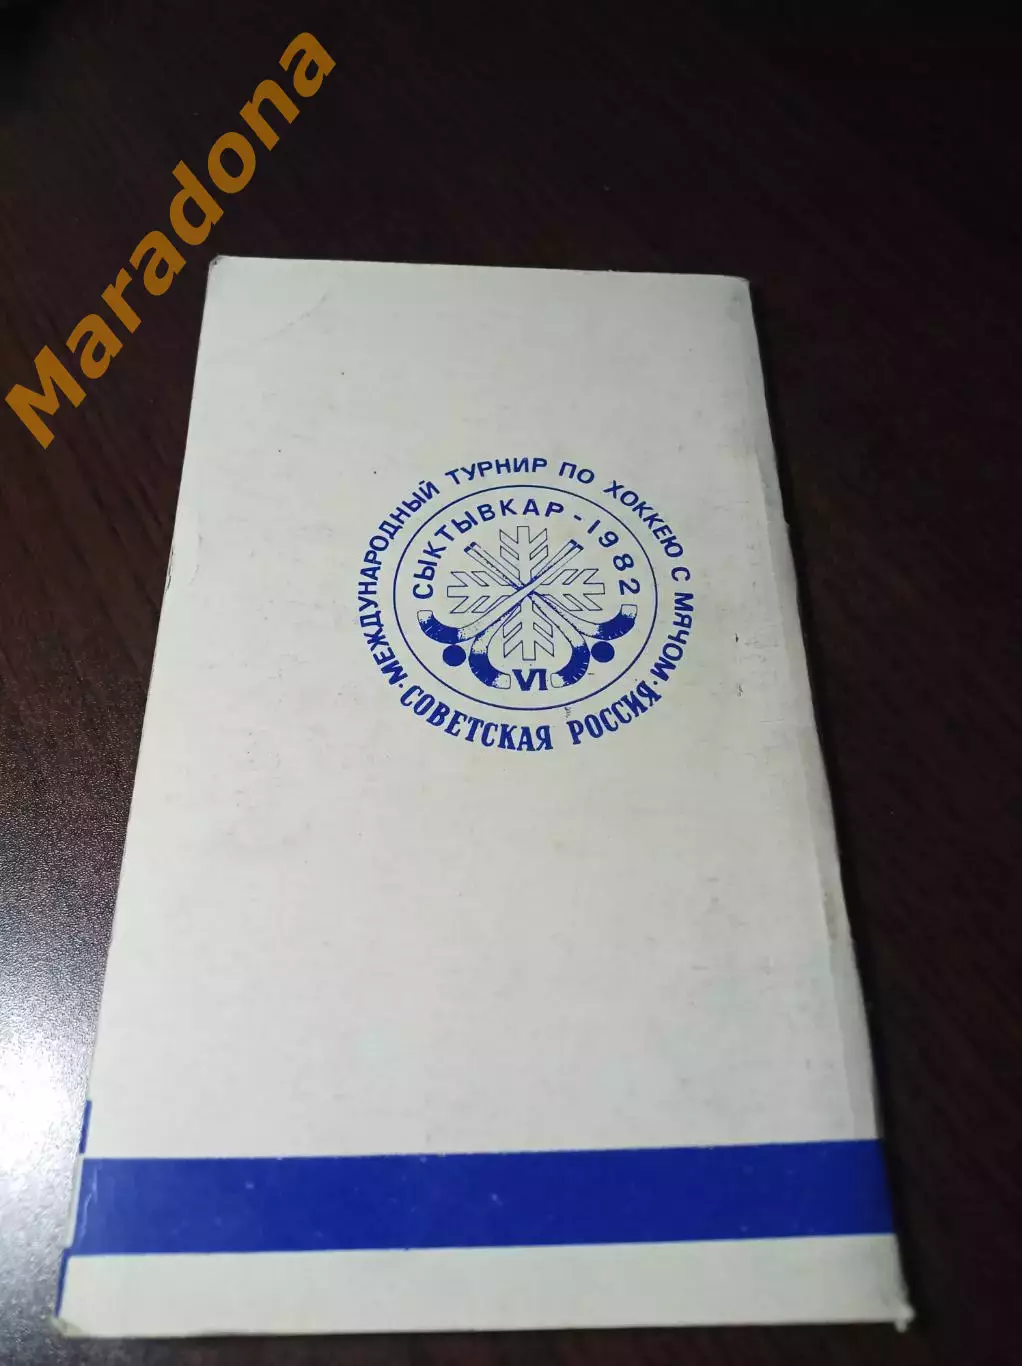 Maradona
МЕЖДУНАРОДНЫЙ ТУРНИР ПО ХОККЕЮ С МЯЧОМ
СЫКТЫВКАР-1982
VI
·СОВЕТСКАЯ РОССИЯ·